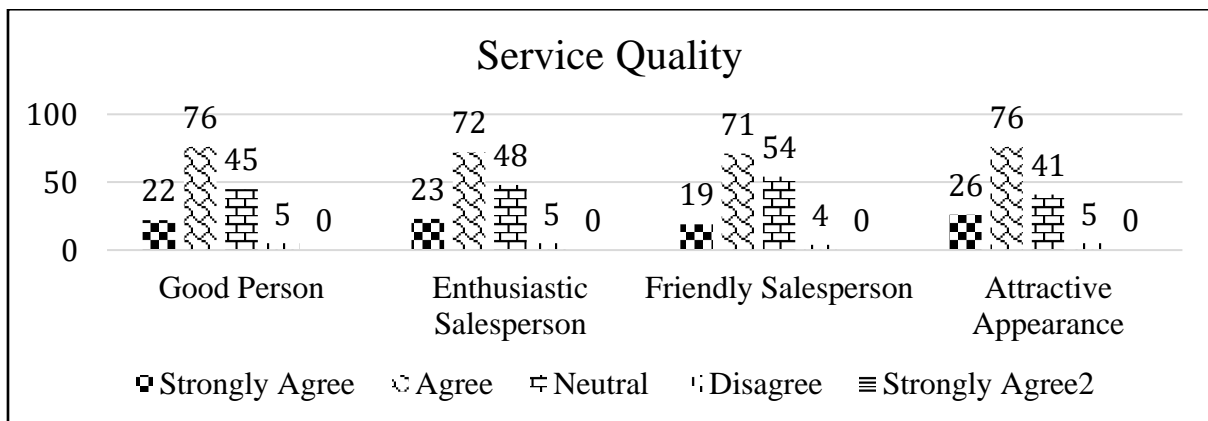 Service Quality
100
50
0
22 76 45 5 0
23 72 48 5 0
19 71 54 4 0
26 76 41 5 0
Good Person
Enthusiastic
Salesperson
Friendly Salesperson
Attractive
Appearance
Strongly Agree Agree Neutral Disagree Strongly Agree2